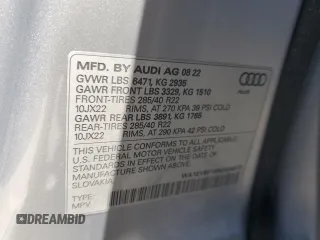 MFD. BY AUDI AG 08 22
GVWR LBS 6471, KG 2935
GAWR FRONT LBS 3329, KG 1510
FRONT-TIRES 285/40 R22
10JX22 RIMS, AT 270 KPA 39 PSI COLD
GAWR REAR LBS 3891, KG 1765
REAR-TIRES 285/40 R22
10JX22 RIMS, AT 290 KPA 42 PSI COLD
THIS VEHICLE CONFORMS TO ALL APPLICABLE
U.S. FEDERAL MOTOR VEHICLE SAFETY
STANDARDS IN EFFECT ON THE DATE OF
MANUFACTURE SHOWN ABOVE.
SLOVAKIA
TYPE:
MPV
Audi